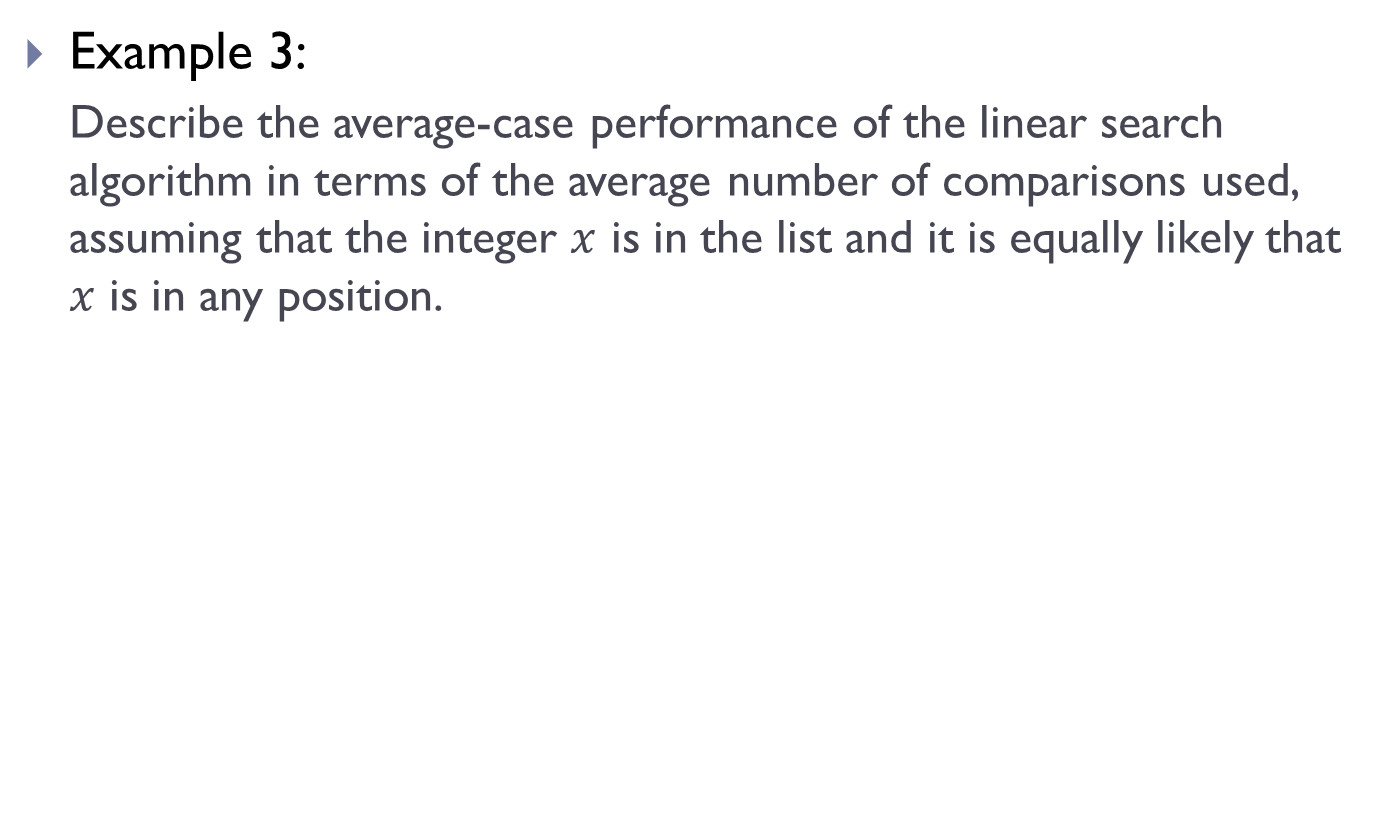 Example 3:
Describe the average-case performance of the linear search
algorithm in terms of the average number of comparisons used,
assuming that the integer 𝑥 is in the list and it is equally likely that
𝑥 is in any position.